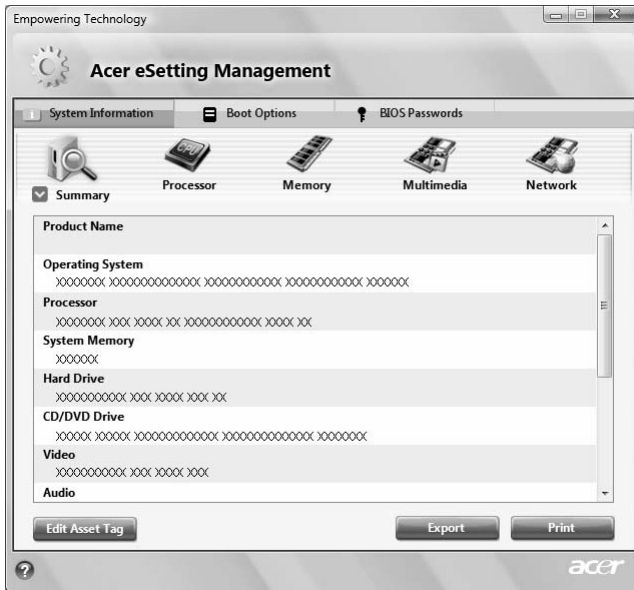 Empowering Technology
Acer eSetting Management
System Information
Boot Options
BIOS Passwords
Summary
Processor
Memory
Multimedia
Network
Product Name
Operating System
XXXXXXX XXXXXXXXXXXXX XXXXXXXXXXX XXXXXXXXXXX XXXXXX
Processor
XXXXXXX XXX XXXX XX XXXXXXXXXXXX XXXX XX
System Memory
XXXXXX
Hard Drive
XXXXXXXXXX XXX XXXX XXX XX
CD/DVD Drive
XXXXX XXXXX XXXXXXXXXXXX XXXXXXXXXXXXX XXXXXXX
Video
XXXXXXXXXX XXX XXXX XXX
Audio
Edit Asset Tag
Export
Print
acer